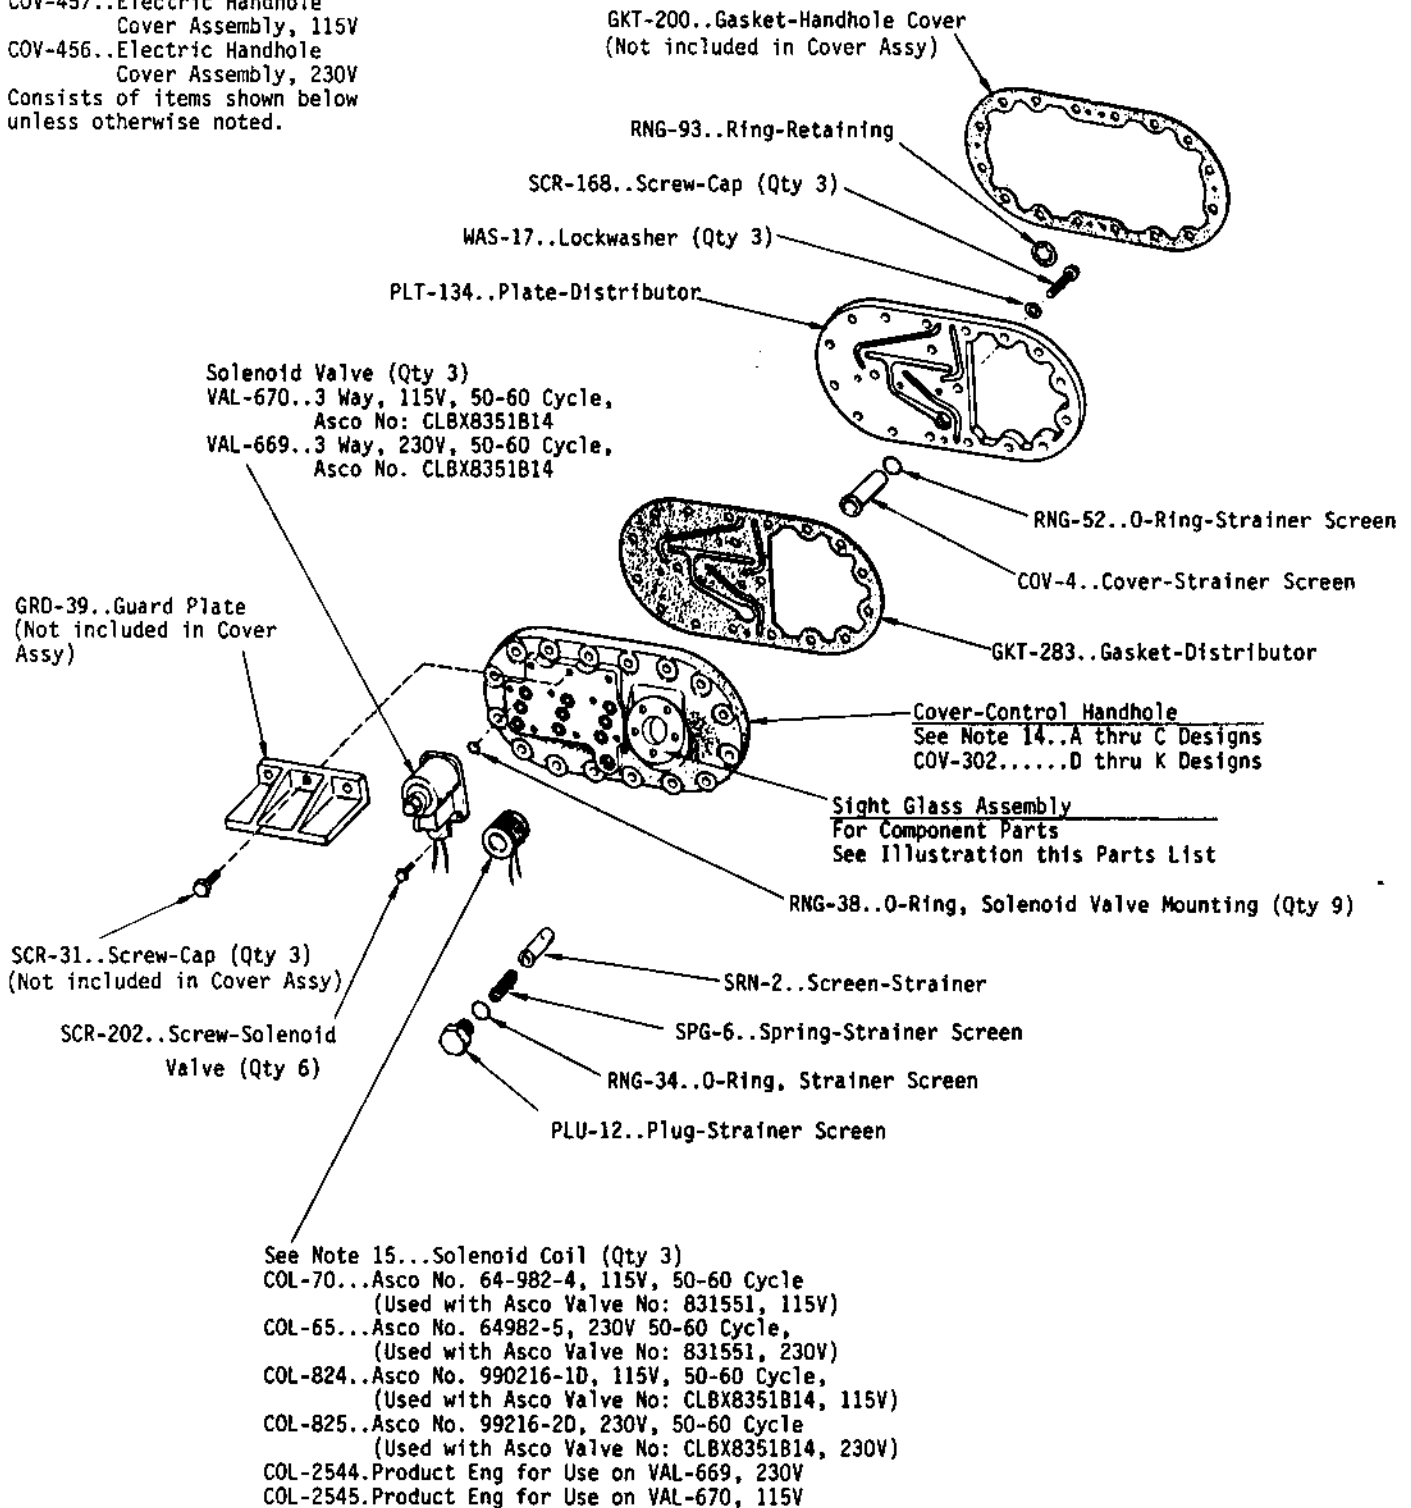 COV-457..Electric Handhole
Cover Assembly, 115V
COV-456..Electric Handhole
Cover Assembly, 230V
Consists of items shown below
unless otherwise noted.
GKT-200..Gasket-Handhole Cover
(Not included in Cover Assy)
RNG-93..Ring-Retaining
SCR-168..Screw-Cap (Qty 3)
WAS-17..Lockwasher (Qty 3)
PLT-134..Plate-Distributor
Solenoid Valve (Qty 3)
VAL-670..3 Way, 115V, 50-60 Cycle,
Asco No: CLBX8351B14
VAL-669..3 Way, 230V, 50-60 Cycle,
Asco No. CLBX8351B14
RNG-52..O-Ring-Strainer Screen
COV-4..Cover-Strainer Screen
GRD-39..Guard Plate
(Not included in Cover
Assy)
GKT-283..Gasket-Distributor
Cover-Control Handhole
See Note 14..A thru C Designs
COV-302......D thru K Designs
Sight Glass Assembly
For Component Parts
See Illustration this Parts List
RNG-38..O-Ring, Solenoid Valve Mounting (Qty 9)
SCR-31..Screw-Cap (Qty 3)
(Not included in Cover Assy)
SRN-2..Screen-Strainer
SCR-202..Screw-Solenoid
Valve (Qty 6)
SPG-6..Spring-Strainer Screen
RNG-34..O-Ring, Strainer Screen
PLU-12..Plug-Strainer Screen
See Note 15...Solenoid Coil (Qty 3)
COL-70...Asco No. 64-982-4, 115V, 50-60 Cycle
(Used with Asco Valve No: 831551, 115V)
COL-65...Asco No. 64982-5, 230V 50-60 Cycle,
(Used with Asco Valve No: 831551, 230V)
COL-824..Asco No. 990216-1D, 115V, 50-60 Cycle,
(Used with Asco Valve No: CLBX8351B14, 115V)
COL-825..Asco No. 99216-2D, 230V, 50-60 Cycle
(Used with Asco Valve No: CLBX8351B14, 230V)
COL-2544.Product Eng for Use on VAL-669, 230V
COL-2545.Product Eng for Use on VAL-670, 115V